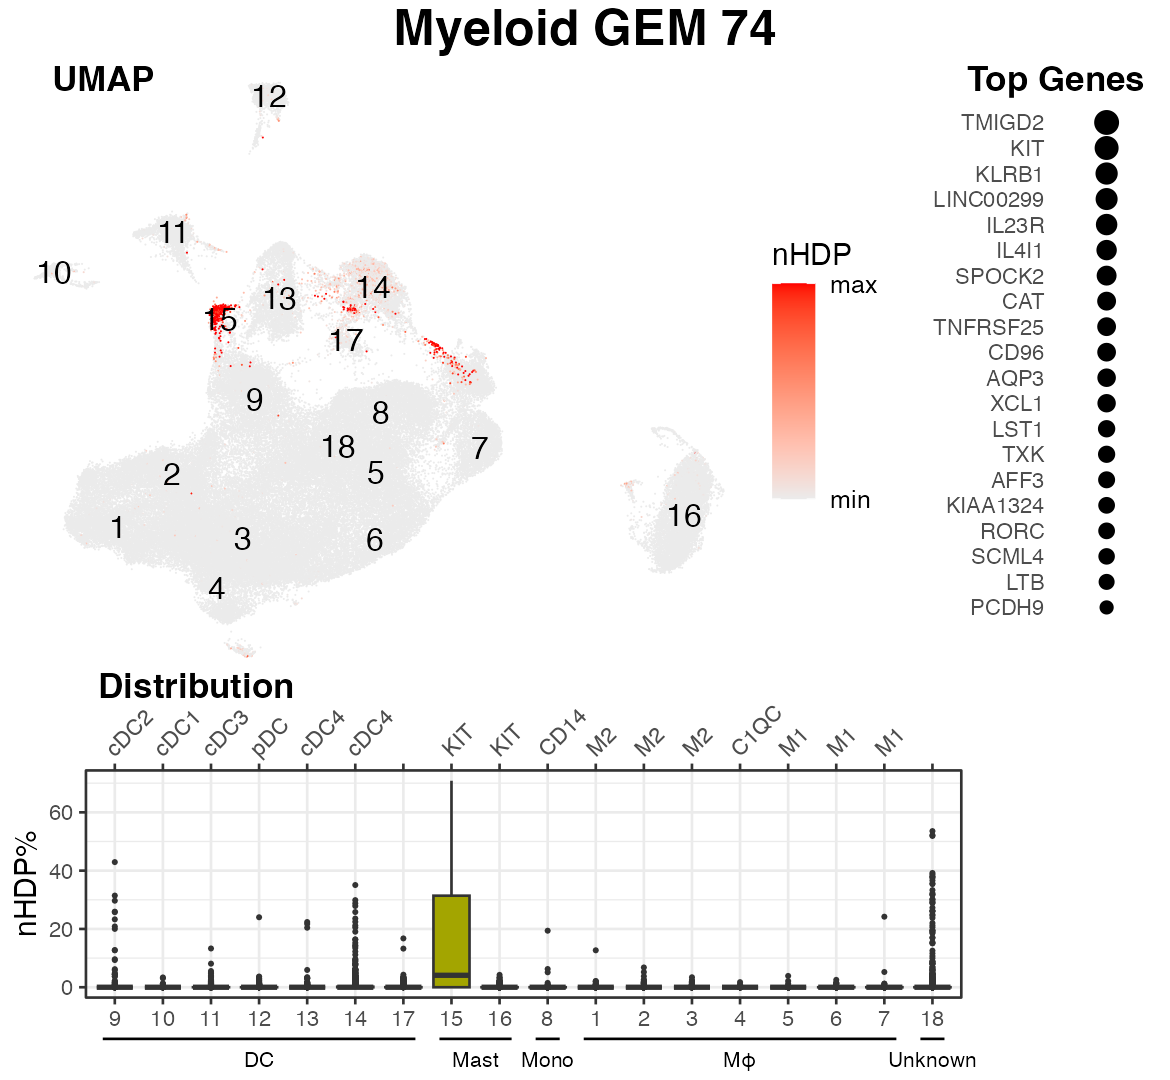 Myeloid GEM 74
UMAP
12
11
10
13
14
15
17
9
8
18
7
2
5
1
3
6
4
16
nHDP
max
min
Top Genes
TMIGD2
KIT
KLRB1
LINC00299
IL23R
IL4I1
SPOCK2
CAT
TNFRSF25
CD96
AQP3
XCL1
LST1
TXK
AFF3
KIAA1324
RORC
SCML4
LTB
PCDH9
Distribution
cDC2 cDC1 cDC3 pDC cDC4 cDC4 KIT KIT CD14 M2 M2 M2 C1QC M1 M1 M1
nHDP%
60
40
20
0
9 10 11 12 13 14 17 15 16 8 1 2 3 4 5 6 7 18
DC Mast Mono Mϕ Unknown